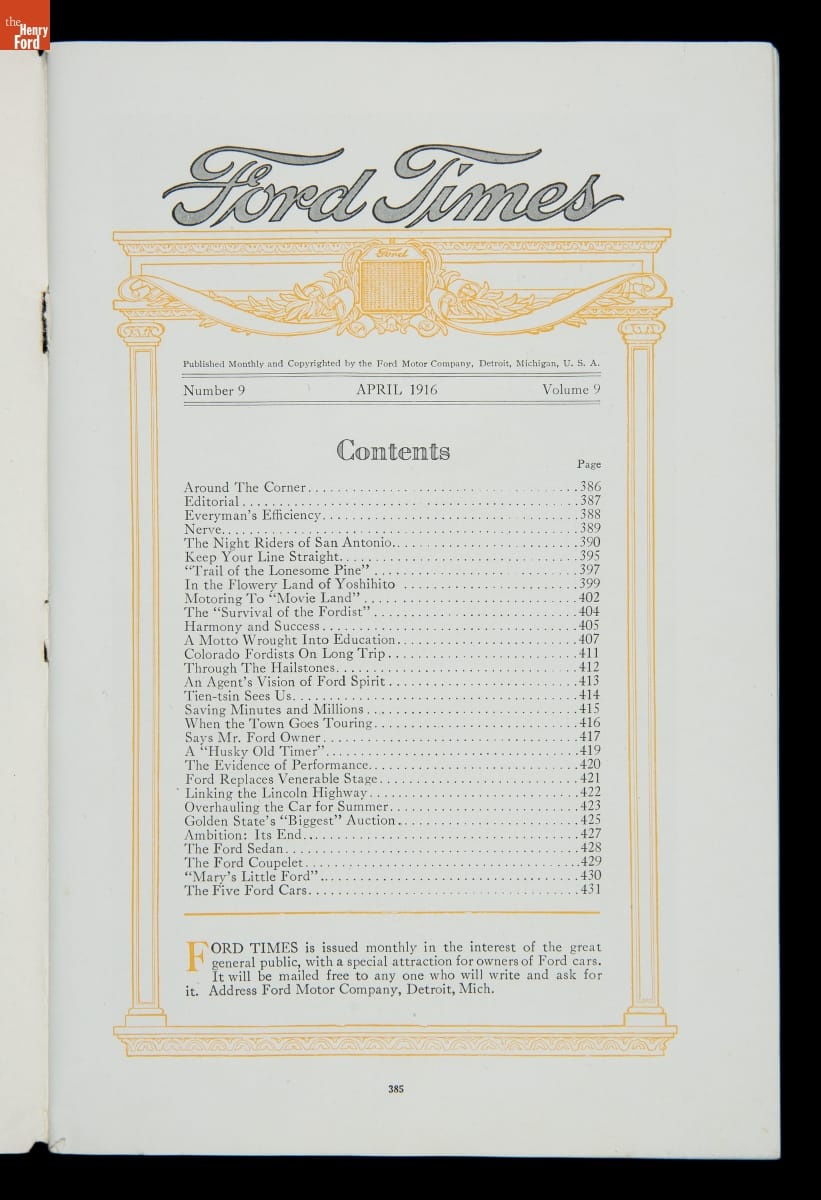 the
Henry
Ford
Ford Times
Ford
Published Monthly and Copyrighted by the Ford Motor Company, Detroit, Michigan, U. S. A.
Number 9 APRIL 1916 Volume 9
Contents
Page
Around The Corner 386
Editorial 387
Everyman's Efficiency 388
Nerve 389
The Night Riders of San Antonio 390
Keep Your Line Straight 395
“Trail of the Lonesome Pine” 397
In the Flowery Land of Yoshihito 399
Motoring To “Movie Land” 402
The “Survival of the Fordist” 404
Harmony and Success 405
A Motto Wrought Into Education 407
Colorado Fordists On Long Trip 411
Through The Hailstones 412
An Agent's Vision of Ford Spirit 413
Tien-tsin Sees Us 414
Saving Minutes and Millions 415
When the Town Goes Touring 416
Says Mr. Ford Owner 417
A “Husky Old Timer” 419
The Evidence of Performance 420
Ford Replaces Venerable Stage 421
Linking the Lincoln Highway 422
Overhauling the Car for Summer 423
Golden State's “Biggest” Auction 425
Ambition: Its End 427
The Ford Sedan 428
The Ford Coupelet 429
“Mary's Little Ford” 430
The Five Ford Cars 431
FORD TIMES is issued monthly in the interest of the great
general public, with a special attraction for owners of Ford cars.
It will be mailed free to any one who will write and ask for
it. Address Ford Motor Company, Detroit, Mich.
385